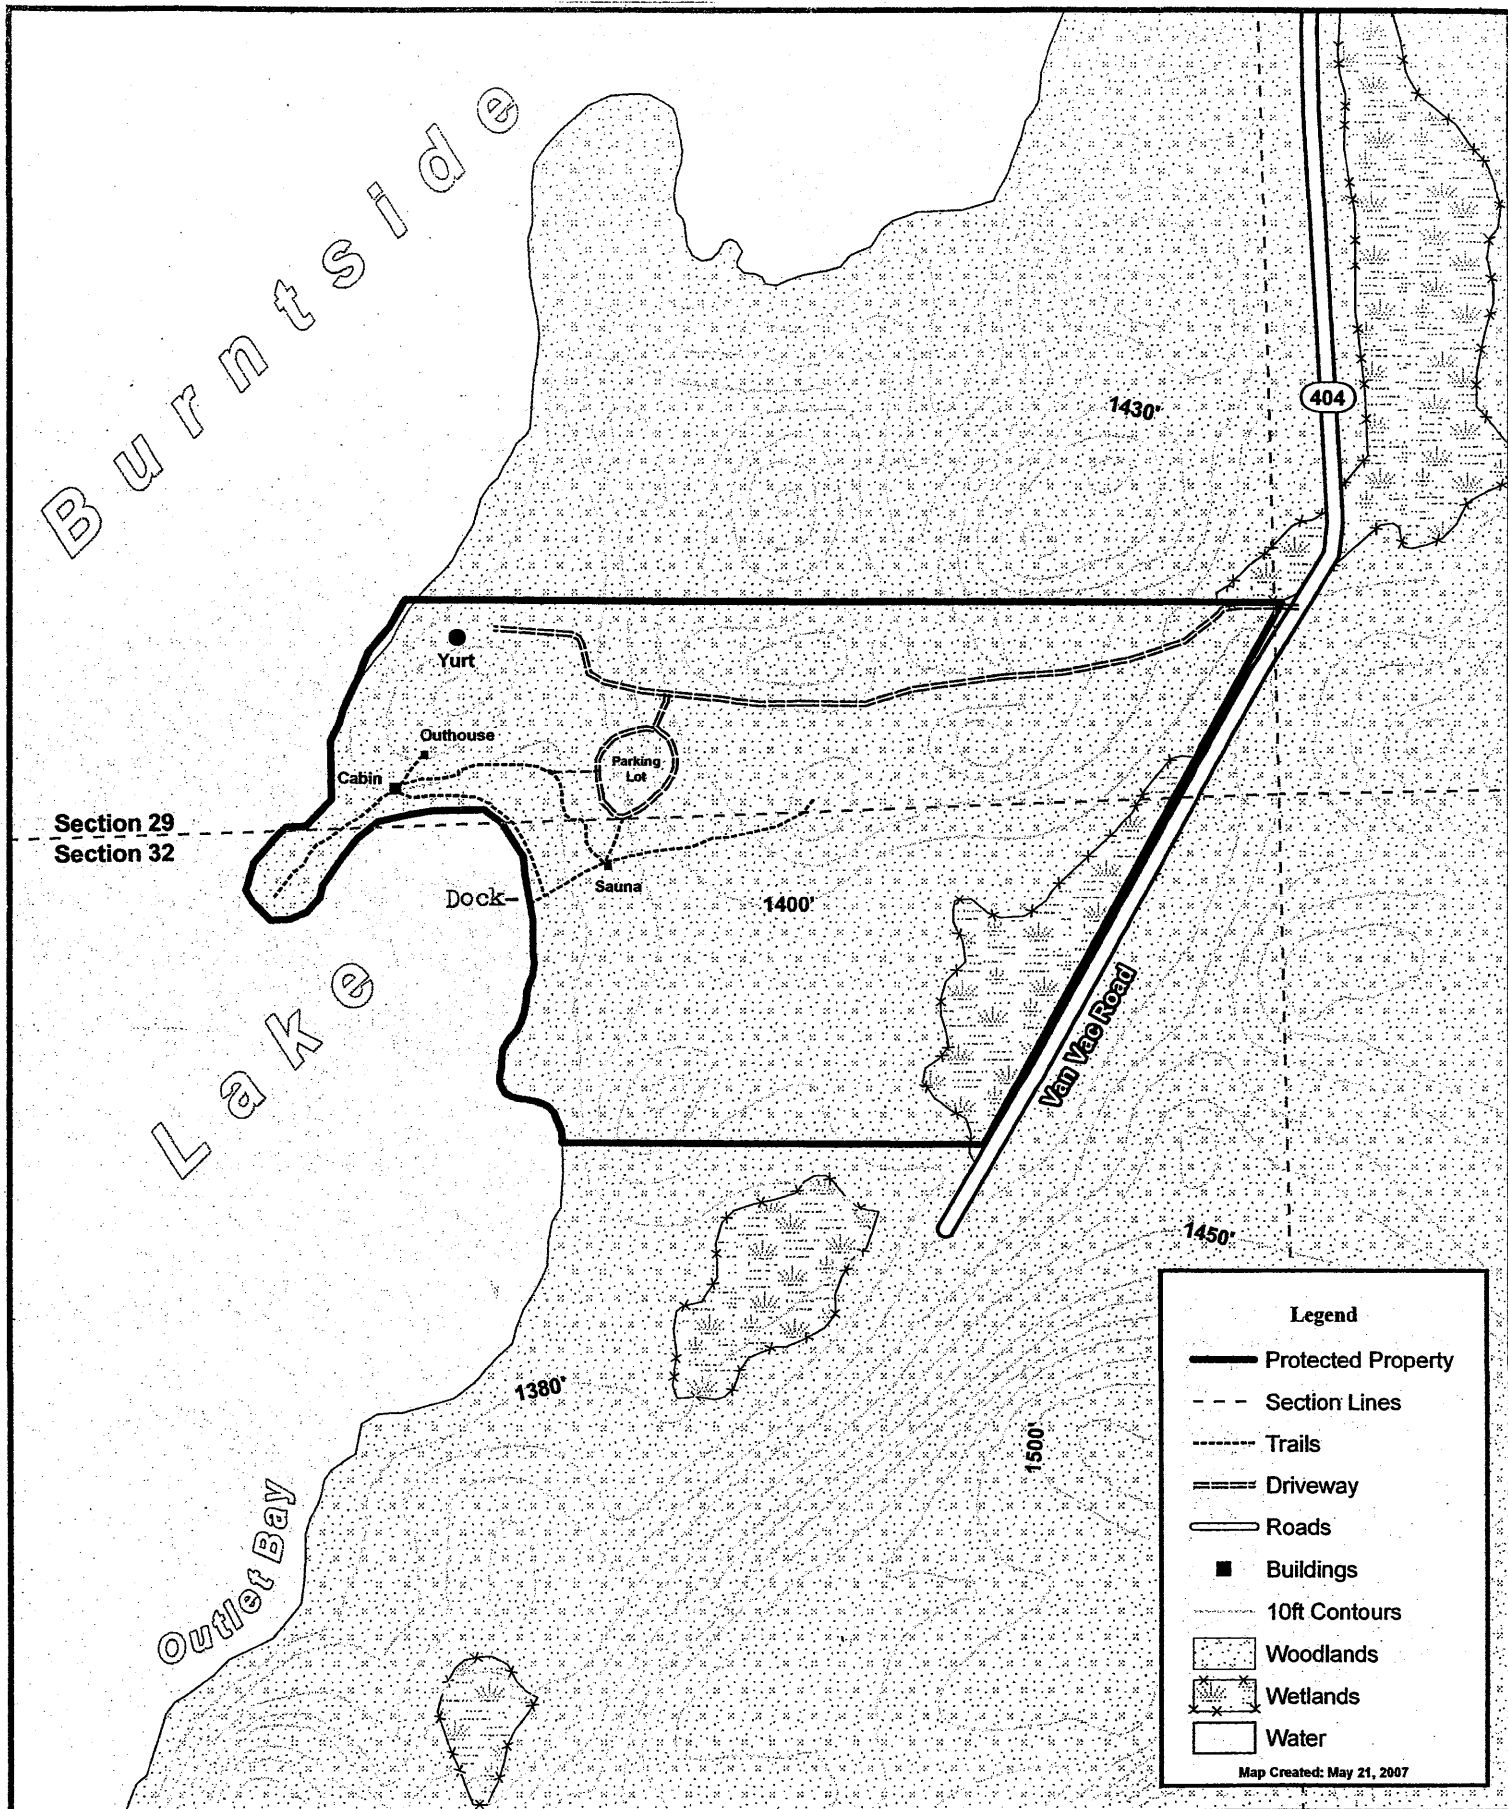 Burntside
Lake
1430'
404
Yurt
Outhouse
Parking
Lot
Cabin
Section 29
Section 32
Dock-
Sauna
1400'
Van Vac Road
1450'
1380'
1500'
Outlet Bay
Legend
Protected Property
Section Lines
Trails
Driveway
Roads
Buildings
10ft Contours
Woodlands
Wetlands
Water
Map Created: May 21, 2007